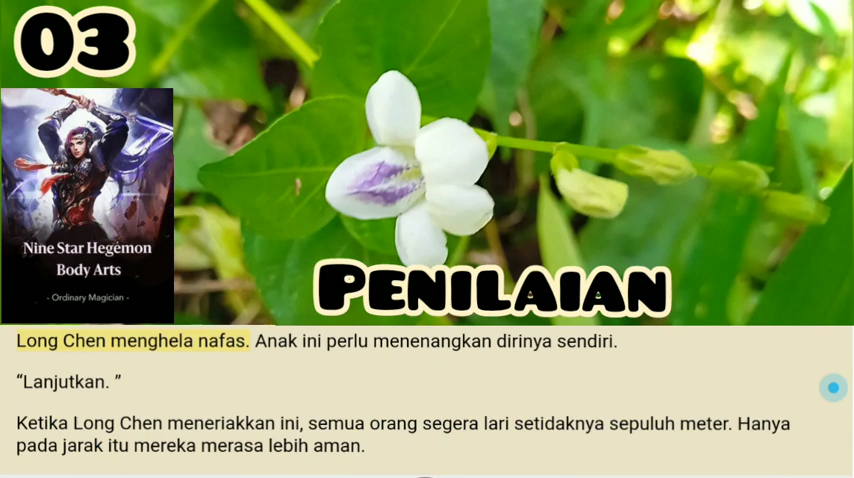 03
Nine Star Hegemon
Body Arts
- Ordinary Magician -
PENILAIAN
Long Chen menghela nafas. Anak ini perlu menenangkan dirinya sendiri.
“Lanjutkan. ”
Ketika Long Chen meneriakkan ini, semua orang segera lari setidaknya sepuluh meter. Hanya
pada jarak itu mereka merasa lebih aman.